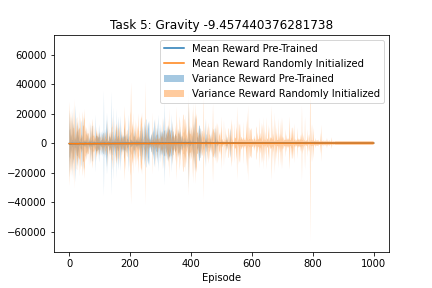 Task 5: Gravity -9.457440376281738
Mean Reward Pre-Trained
Mean Reward Randomly Initialized
Variance Reward Pre-Trained
Variance Reward Randomly Initialized
60000
40000
20000
0
−20000
−40000
−60000
0 200 400 600 800 1000
Episode